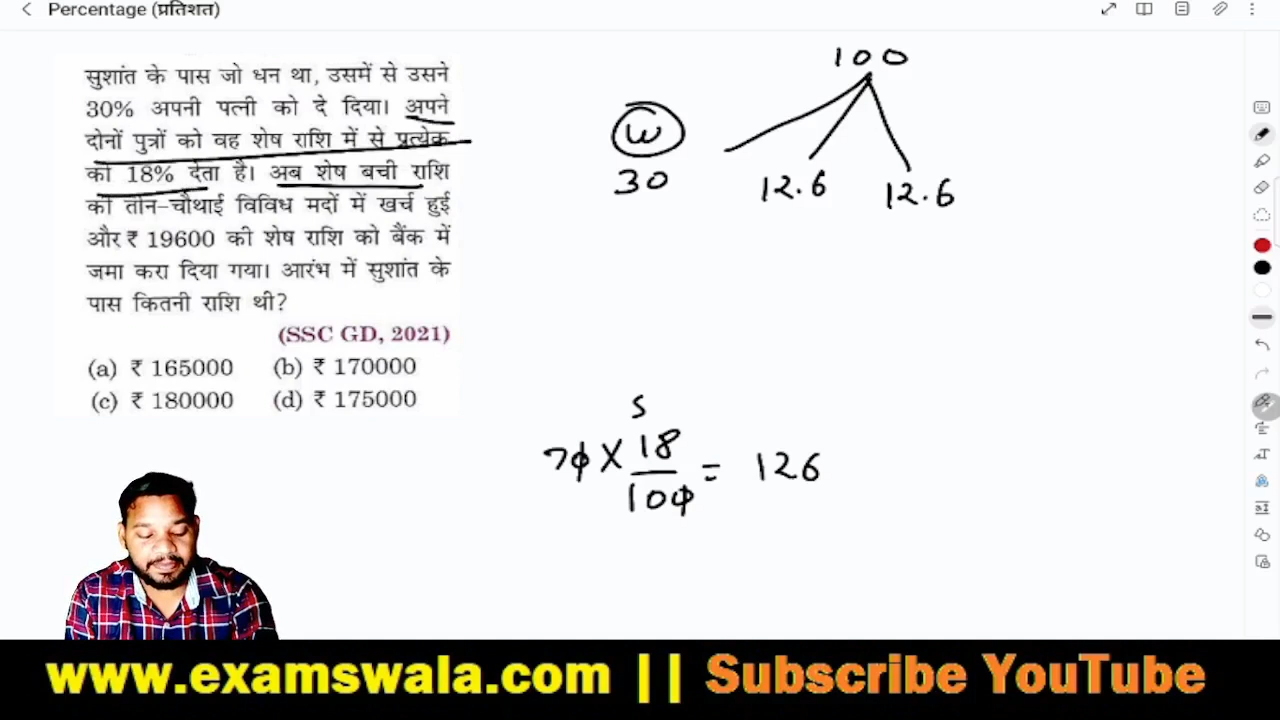 Percentage (प्रतिशत)
सुशांत के पास जो धन था, उसमें से उसने
30% अपनी पत्नी को दे दिया। अपने
दोनों पुत्रों को वह शेष राशि में से प्रत्येक
को 18% देता है। अब शेष बची राशि
की तीन-चौथाई विविध मदों में खर्च हुई
और ₹ 19600 की शेष राशि को बैंक में
जमा करा दिया गया। आरंभ में सुशांत के
पास कितनी राशि थी?
(SSC GD, 2021)
(a) ₹ 165000 (b) ₹ 170000
(c) ₹ 180000 (d) ₹ 175000
100
W
30 12.6 12.6
S
70 × 18/100 = 126
www.examswala.com || Subscribe YouTube